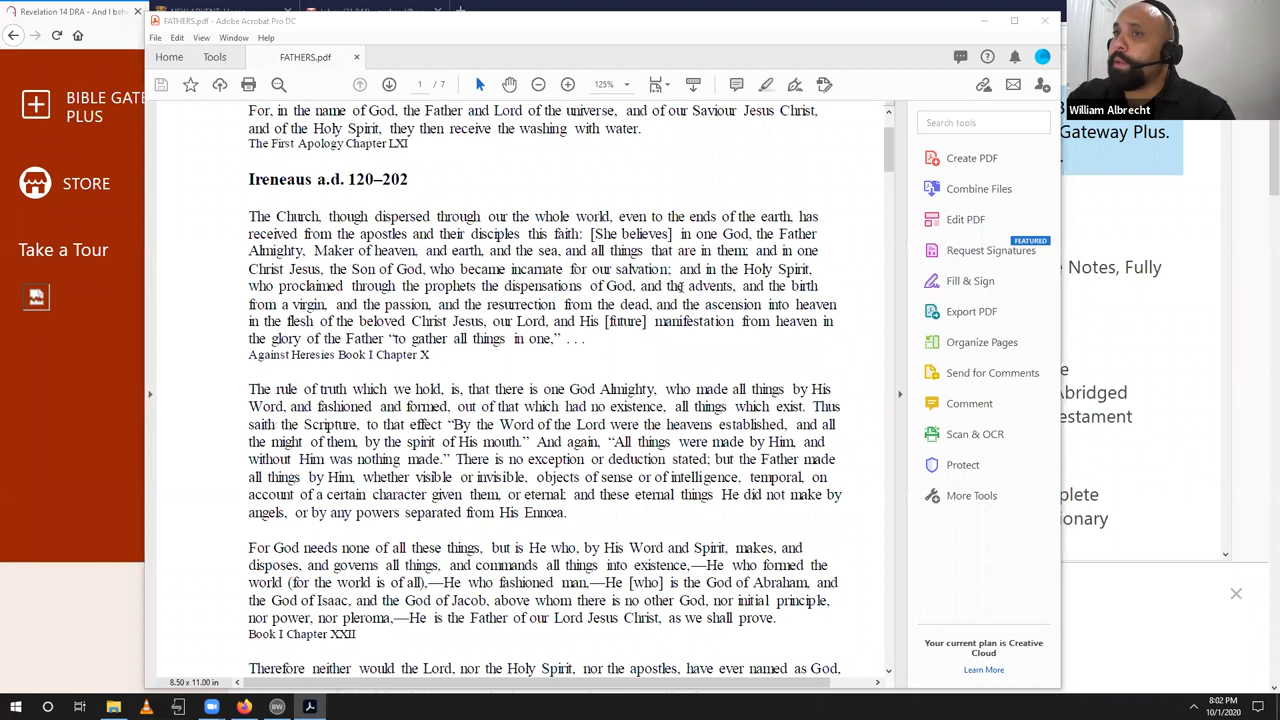 Revelation 14 DRA - And I behe
FATHERS.pdf - Adobe Acrobat Pro DC
File Edit View Window Help
Home Tools FATHERS.pdf
1 / 7 125%
BIBLE GATE
PLUS
STORE
Take a Tour
For, in the name of God, the Father and Lord of the universe, and of our Saviour Jesus Christ,
and of the Holy Spirit, they then receive the washing with water.
The First Apology Chapter LXI
Ireneaus a.d. 120–202
The Church, though dispersed through our the whole world, even to the ends of the earth, has
received from the apostles and their disciples this faith: [She believes] in one God, the Father
Almighty, Maker of heaven, and earth, and the sea, and all things that are in them; and in one
Christ Jesus, the Son of God, who became incarnate for our salvation; and in the Holy Spirit,
who proclaimed through the prophets the dispensations of God, and the advents, and the birth
from a virgin, and the passion, and the resurrection from the dead, and the ascension into heaven
in the flesh of the beloved Christ Jesus, our Lord, and His [future] manifestation from heaven in
the glory of the Father “to gather all things in one,” . . .
Against Heresies Book I Chapter X
The rule of truth which we hold, is, that there is one God Almighty, who made all things by His
Word, and fashioned and formed, out of that which had no existence, all things which exist. Thus
saith the Scripture, to that effect “By the Word of the Lord were the heavens established, and all
the might of them, by the spirit of His mouth.” And again, “All things were made by Him, and
without Him was nothing made.” There is no exception or deduction stated; but the Father made
all things by Him, whether visible or invisible, objects of sense or of intelligence, temporal, on
account of a certain character given them, or eternal; and these eternal things He did not make by
angels, or by any powers separated from His Ennœa.
For God needs none of all these things, but is He who, by His Word and Spirit, makes, and
disposes, and governs all things, and commands all things into existence,—He who formed the
world (for the world is of all),—He who fashioned man,—He [who] is the God of Abraham, and
the God of Isaac, and the God of Jacob, above whom there is no other God, nor initial principle,
nor power, nor pleroma,—He is the Father of our Lord Jesus Christ, as we shall prove.
Book I Chapter XXII
Therefore neither would the Lord, nor the Holy Spirit, nor the apostles, have ever named as God,
8.50 x 11.00 in
Search tools
Create PDF
Combine Files
Edit PDF
FEATURED
Request Signatures
Fill & Sign
Export PDF
Organize Pages
Send for Comments
Comment
Scan & OCR
Protect
More Tools
Your current plan is Creative
Cloud
Learn More
William Albrecht
Gateway Plus.
Notes, Fully
Abridged
estament
plete
ionary
8:02 PM
10/1/2020